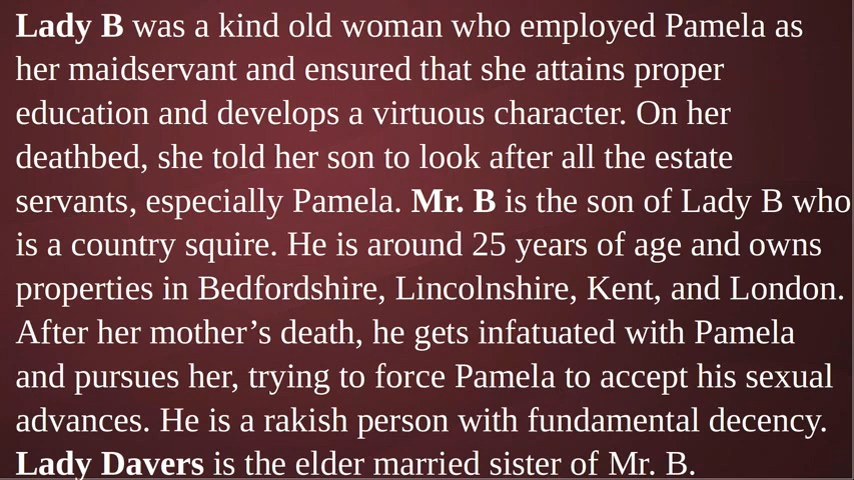 Lady B was a kind old woman who employed Pamela as
her maidservant and ensured that she attains proper
education and develops a virtuous character. On her
deathbed, she told her son to look after all the estate
servants, especially Pamela. Mr. B is the son of Lady B who
is a country squire. He is around 25 years of age and owns
properties in Bedfordshire, Lincolnshire, Kent, and London.
After her mother’s death, he gets infatuated with Pamela
and pursues her, trying to force Pamela to accept his sexual
advances. He is a rakish person with fundamental decency.
Lady Davers is the elder married sister of Mr. B.